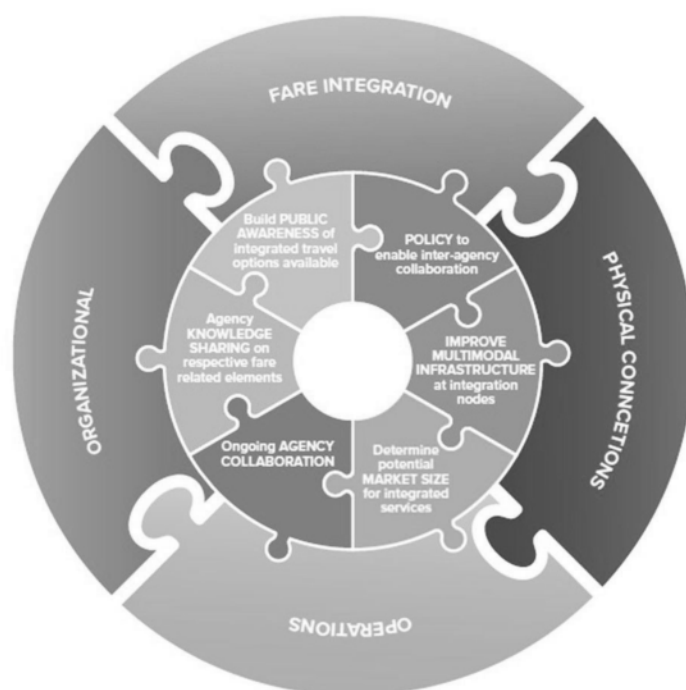 FARE INTEGRATION
Build PUBLIC
AWARENESS of
integrated travel
options available
POLICY to
enable inter-agency
collaboration
ORGANIZATIONAL
Agency
KNOWLEDGE
SHARING on
respective fare
related elements
IMPROVE
MULTIMODAL
INFRASTRUCTURE
at integration
nodes
PHYSICAL CONNCETIONS
Ongoing AGENCY
COLLABORATION
Determine
potential
MARKET SIZE
for integrated
services
OPERATIONS